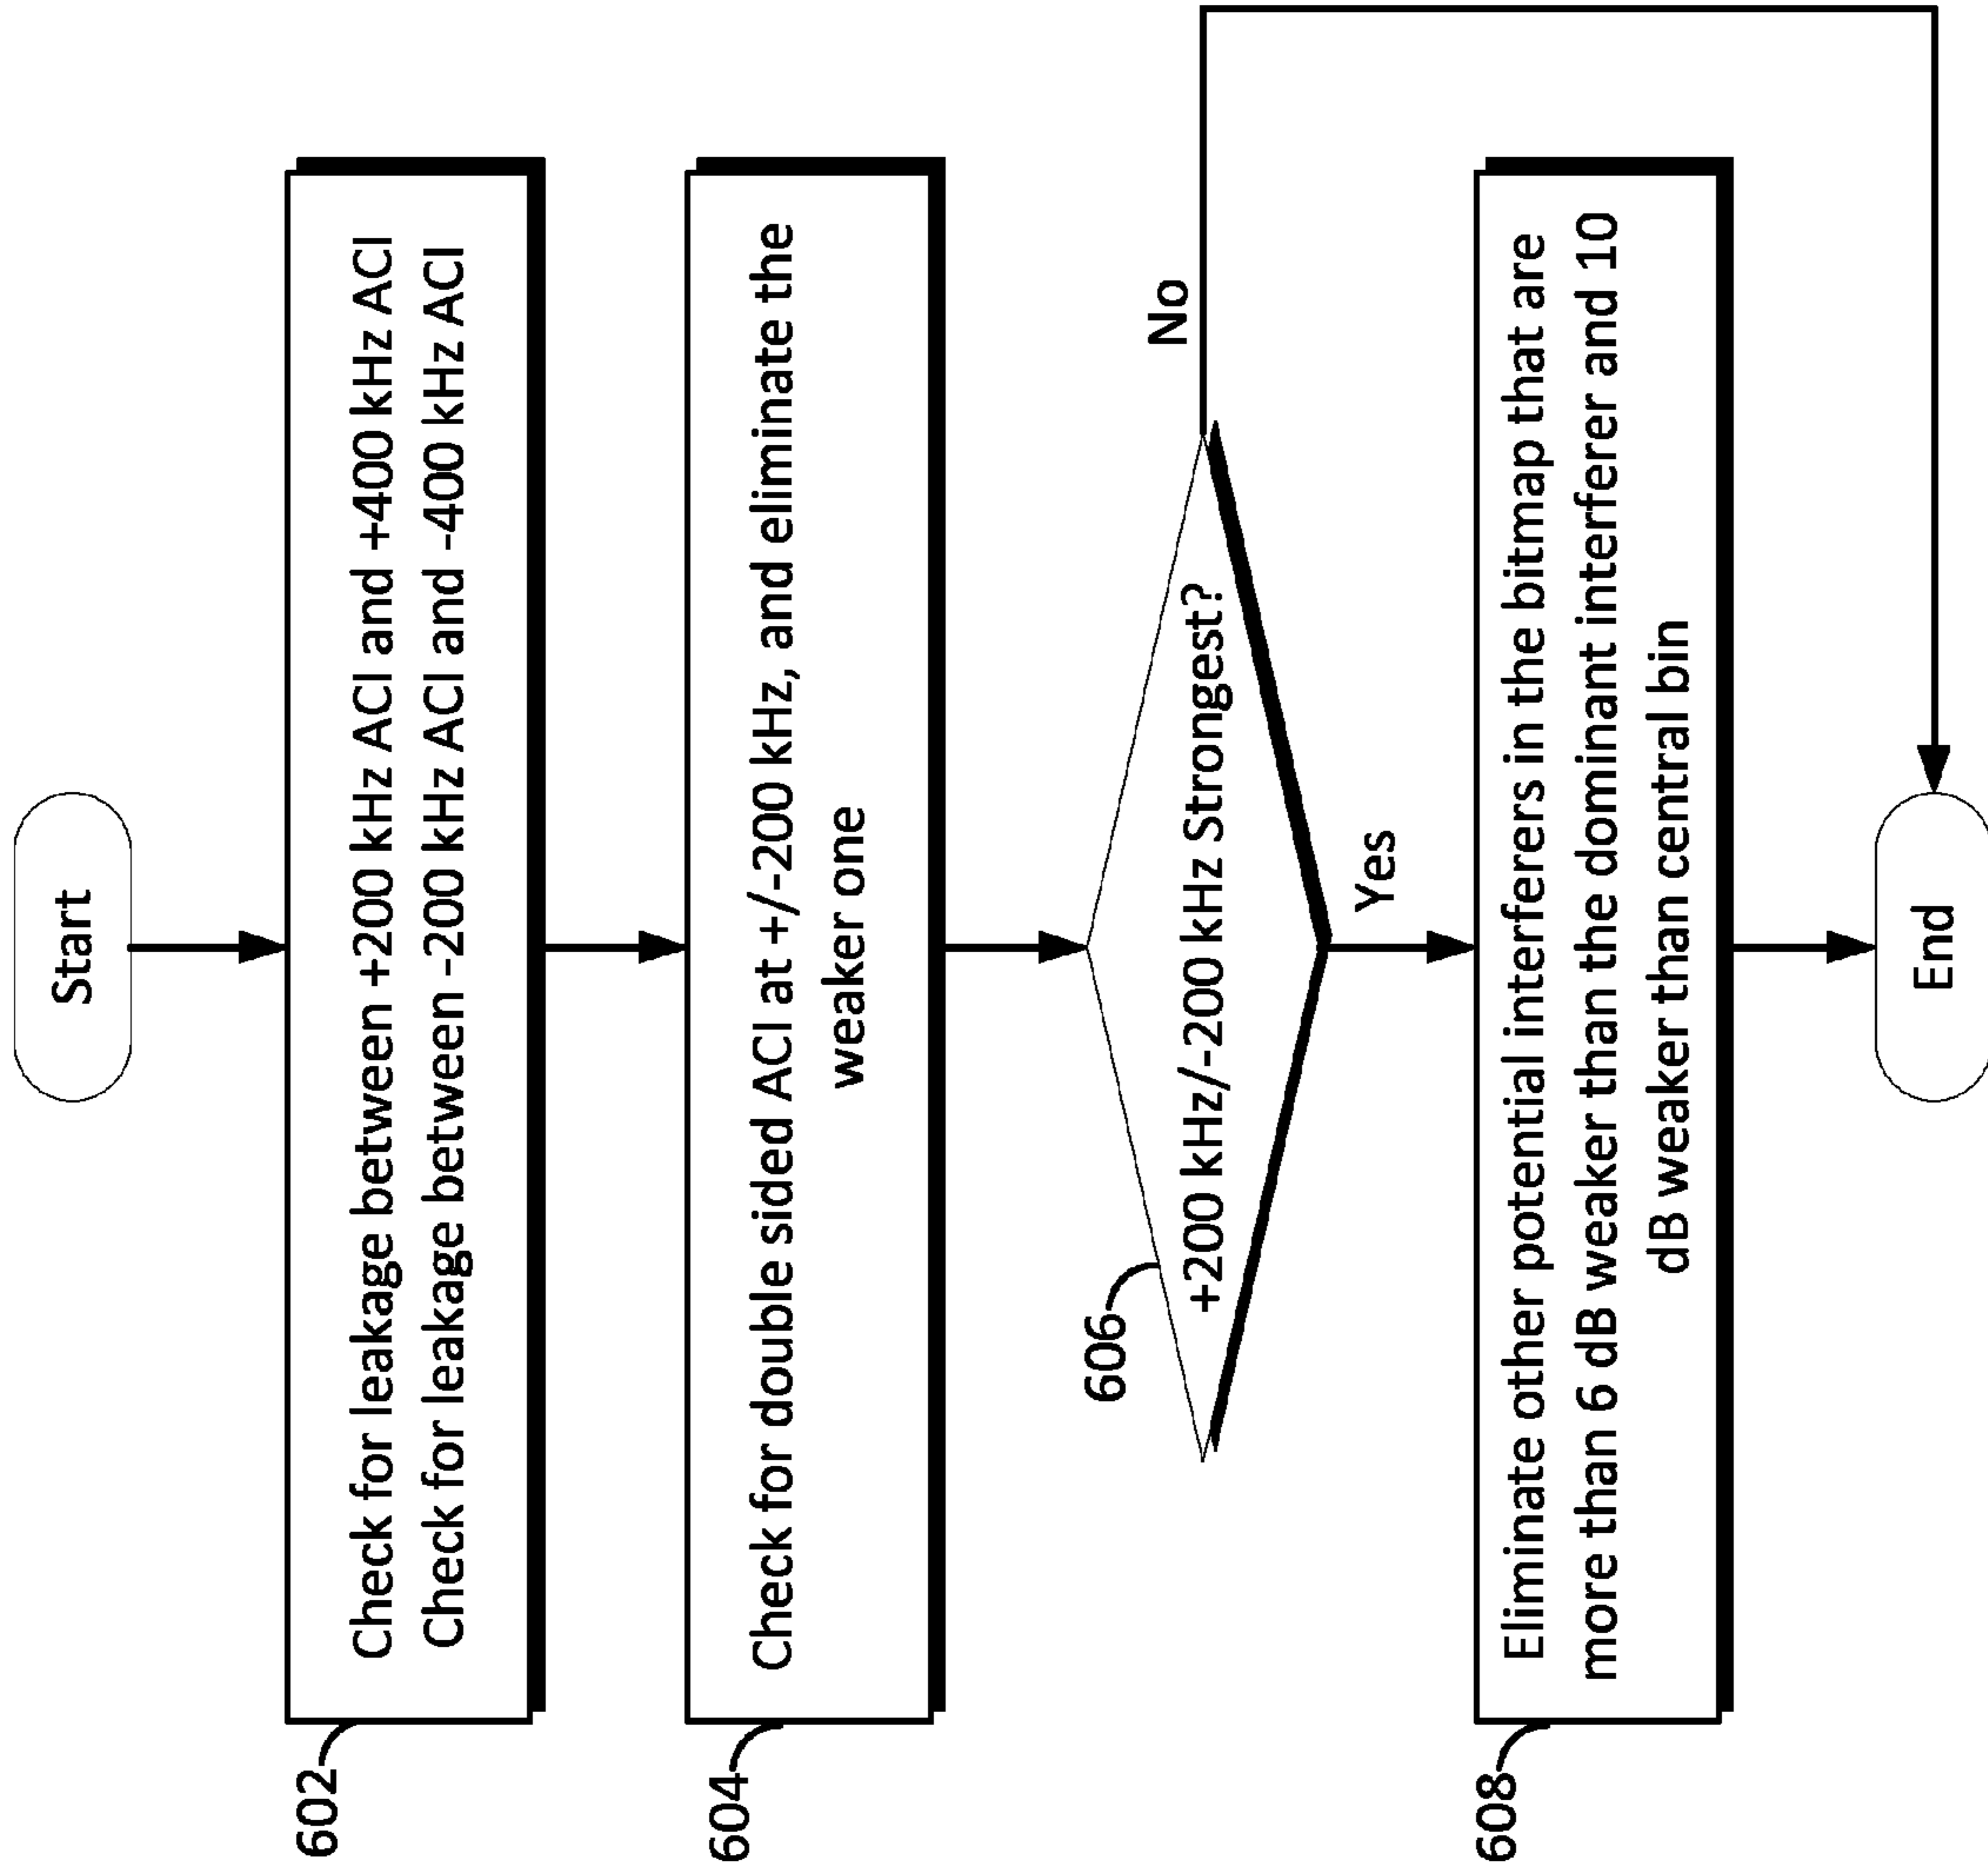 Start
602
Check for leakage between +200 kHz ACI and +400 kHz ACI
Check for leakage between -200 kHz ACI and -400 kHz ACI
604
Check for double sided ACI at +/-200 kHz, and eliminate the
weaker one
606
+200 kHz/-200 kHz Strongest?
No
Yes
608
Eliminate other potential interferers in the bitmap that are
more than 6 dB weaker than the dominant interferer and 10
dB weaker than central bin
End